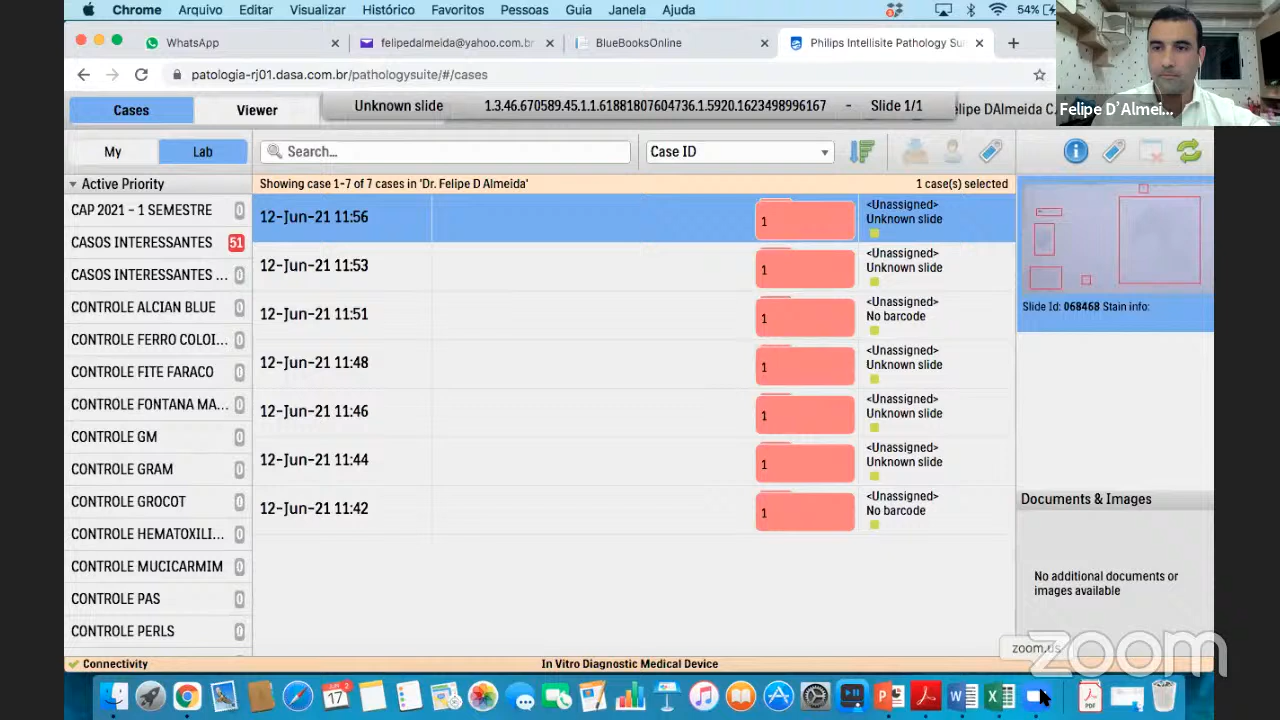 Chrome Arquivo Editar Visualizar Histórico Favoritos Pessoas Guia Janela Ajuda 54%
WhatsApp × felipedalmeida@yahoo.com.br × BlueBooksOnline × Philips Intellisite Pathology Su × +
patologia-rj01.dasa.com.br/pathologysuite/#/cases
Felipe D'Almei...
Cases Viewer Unknown slide 1.3.46.670589.45.1.1.61881807604736.1.5920.1623498996167 - Slide 1/1 elipe DAlmeida C.
My Lab Search... Case ID
Active Priority Showing case 1-7 of 7 cases in 'Dr. Felipe D Almeida' 1 case(s) selected
CAP 2021 - 1 SEMESTRE 0
CASOS INTERESSANTES 51
CASOS INTERESSANTES ... 0
CONTROLE ALCIAN BLUE 0
CONTROLE FERRO COLOI... 0
CONTROLE FITE FARACO 0
CONTROLE FONTANA MA... 0
CONTROLE GM 0
CONTROLE GRAM 0
CONTROLE GROCOT 0
CONTROLE HEMATOXILI... 0
CONTROLE MUCICARMIM 0
CONTROLE PAS 0
CONTROLE PERLS 0
12-Jun-21 11:56 1 <Unassigned>
Unknown slide
12-Jun-21 11:53 1 <Unassigned>
Unknown slide
12-Jun-21 11:51 1 <Unassigned>
No barcode
12-Jun-21 11:48 1 <Unassigned>
Unknown slide
12-Jun-21 11:46 1 <Unassigned>
Unknown slide
12-Jun-21 11:44 1 <Unassigned>
Unknown slide
12-Jun-21 11:42 1 <Unassigned>
No barcode
Slide Id: 068468 Stain info:
Documents & Images
No additional documents or
images available
zoom.us
zoom
Connectivity In Vitro Diagnostic Medical Device
17
PDF